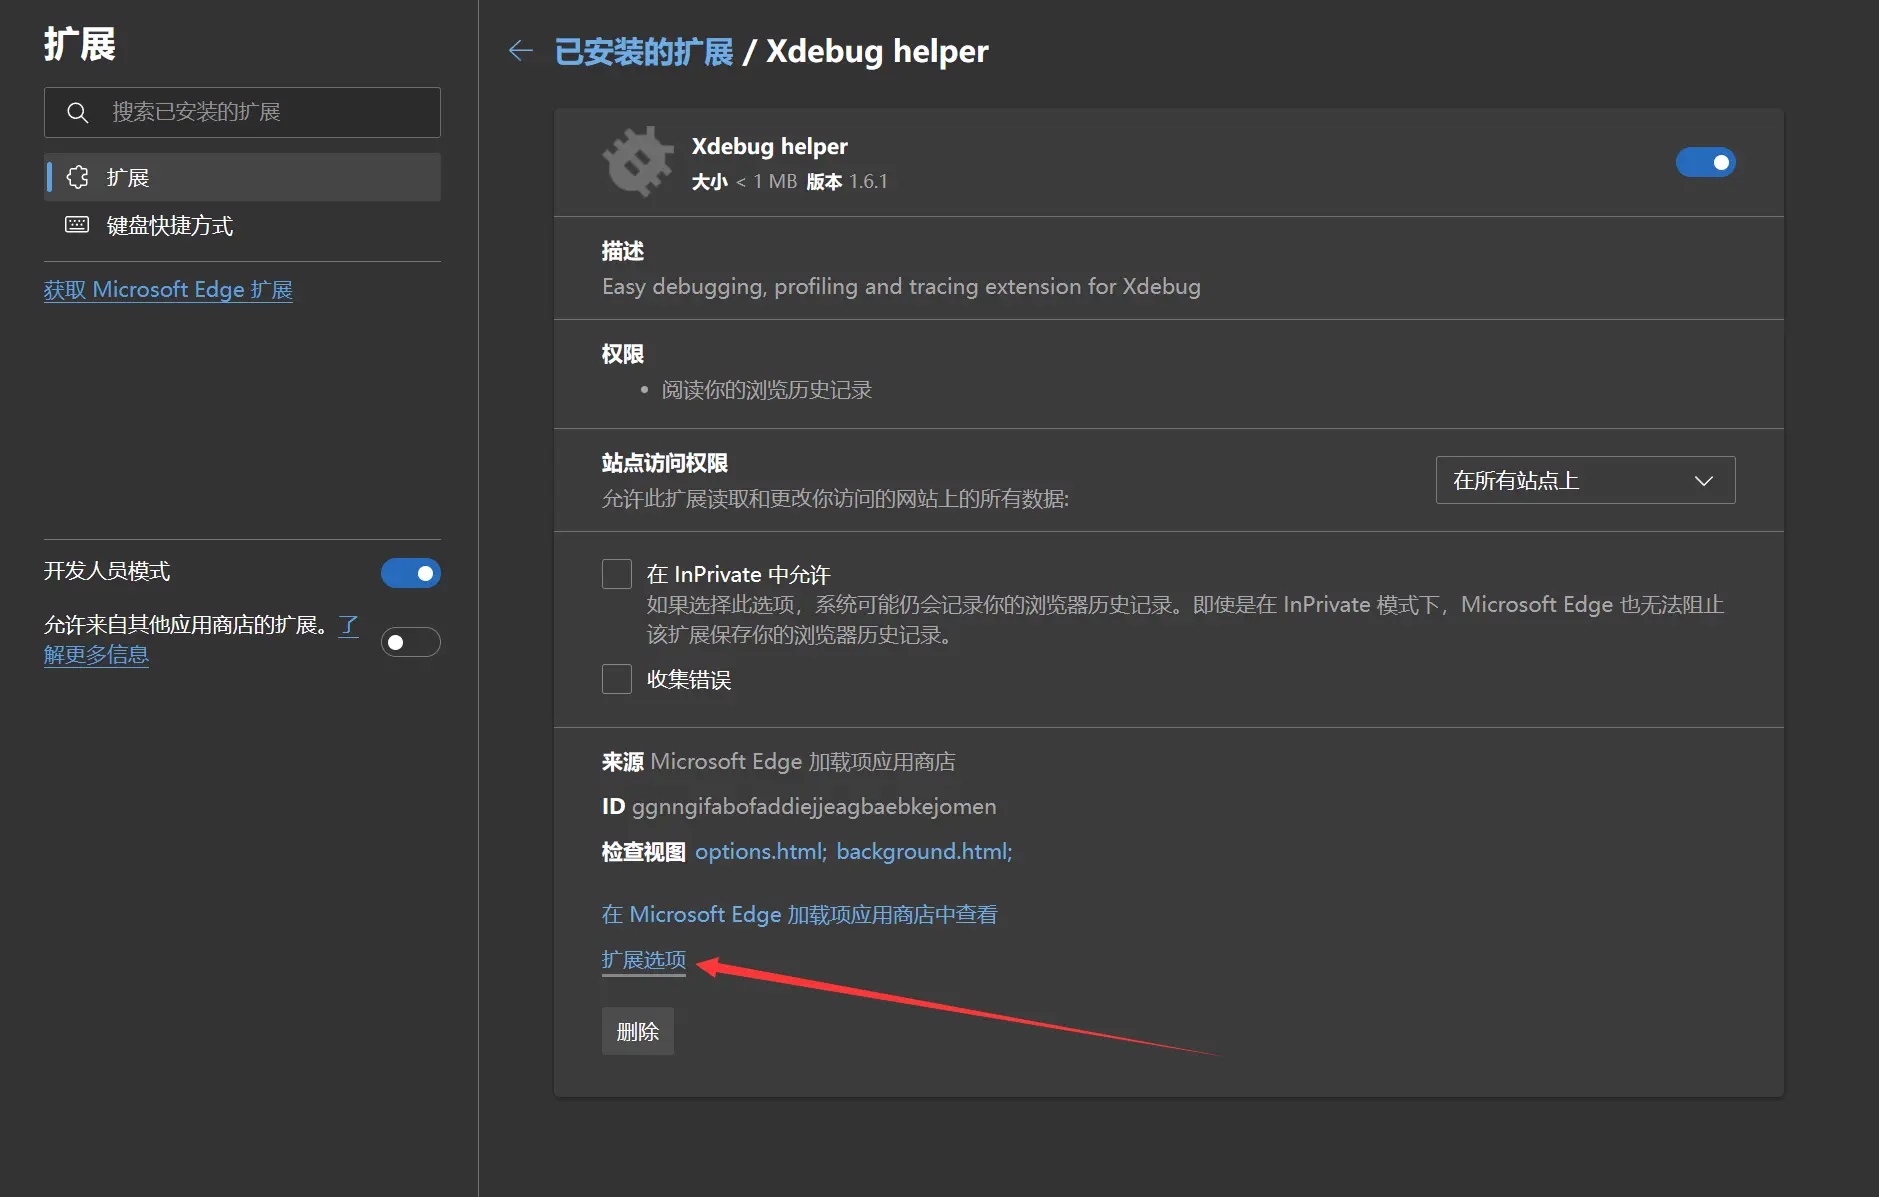 扩展
搜索已安装的扩展
扩展
键盘快捷方式
获取 Microsoft Edge 扩展
开发人员模式
允许来自其他应用商店的扩展。了
解更多信息
已安装的扩展 / Xdebug helper
Xdebug helper
大小 < 1 MB 版本 1.6.1
描述
Easy debugging, profiling and tracing extension for Xdebug
权限
• 阅读你的浏览历史记录
站点访问权限
允许此扩展读取和更改你访问的网站上的所有数据:
在所有站点上
在 InPrivate 中允许
如果选择此选项，系统可能仍会记录你的浏览器历史记录。即使是在 InPrivate 模式下，Microsoft Edge 也无法阻止
该扩展保存你的浏览器历史记录。
收集错误
来源 Microsoft Edge 加载项应用商店
ID ggnngifabofaddiejjeagbaebkejomen
检查视图 options.html; background.html;
在 Microsoft Edge 加载项应用商店中查看
扩展选项
删除